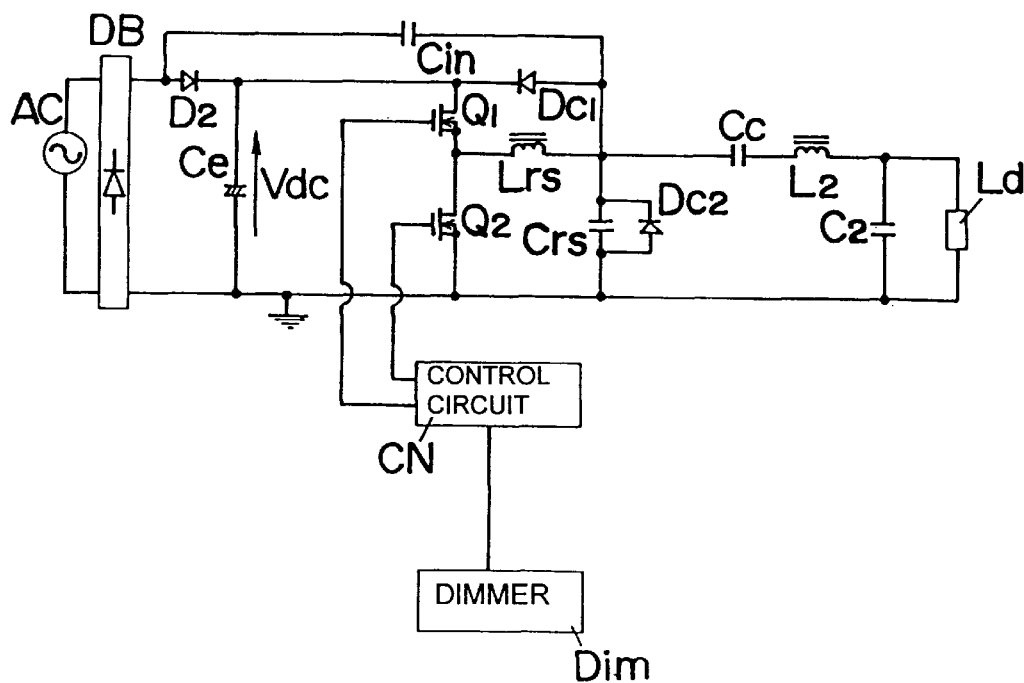 DB
Cin
AC
D2
Q1
Dc1
Ce
Vdc
Lrs
Cc
L2
Ld
Q2
Crs
Dc2
C2
CONTROL
CIRCUIT
CN
DIMMER
Dim